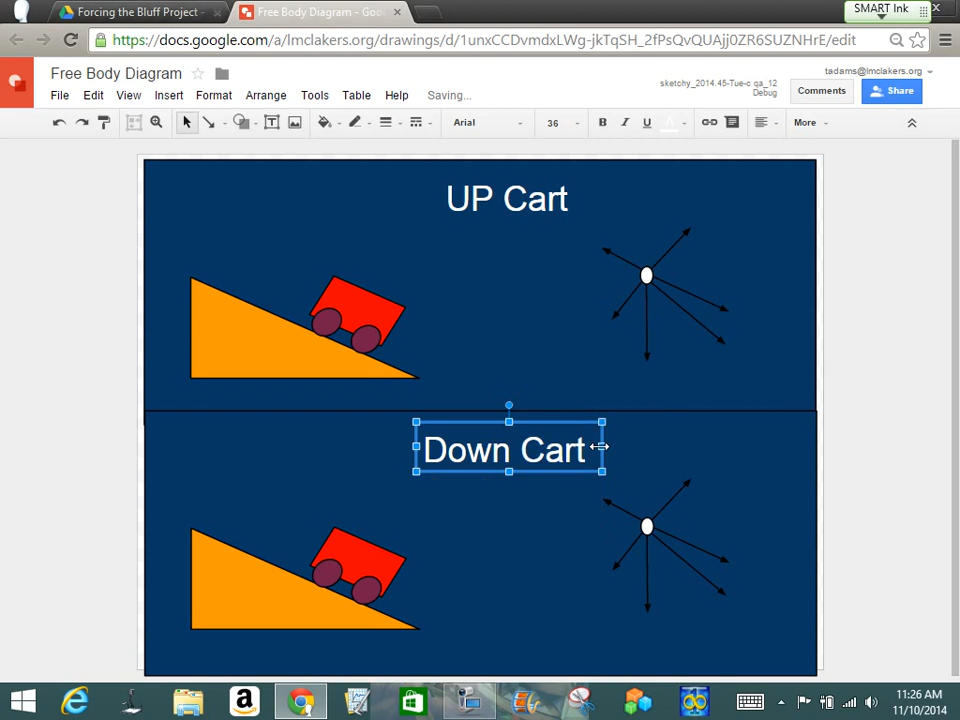 Forcing the Bluff Project -
Free Body Diagram - Goo
SMART Ink
https://docs.google.com/a/lmclakers.org/drawings/d/1unxCCDvmdxLWg-jkTqSH_2fPsQvQUAjj0ZR6SUZNHrE/edit
Free Body Diagram
sketchy_2014.45-Tue-c qa_12
Debug
tadams@lmclakers.org
Comments
Share
File Edit View Insert Format Arrange Tools Table Help Saving...
Arial 36 B I U A More
UP Cart
Down Cart
11:26 AM
11/10/2014